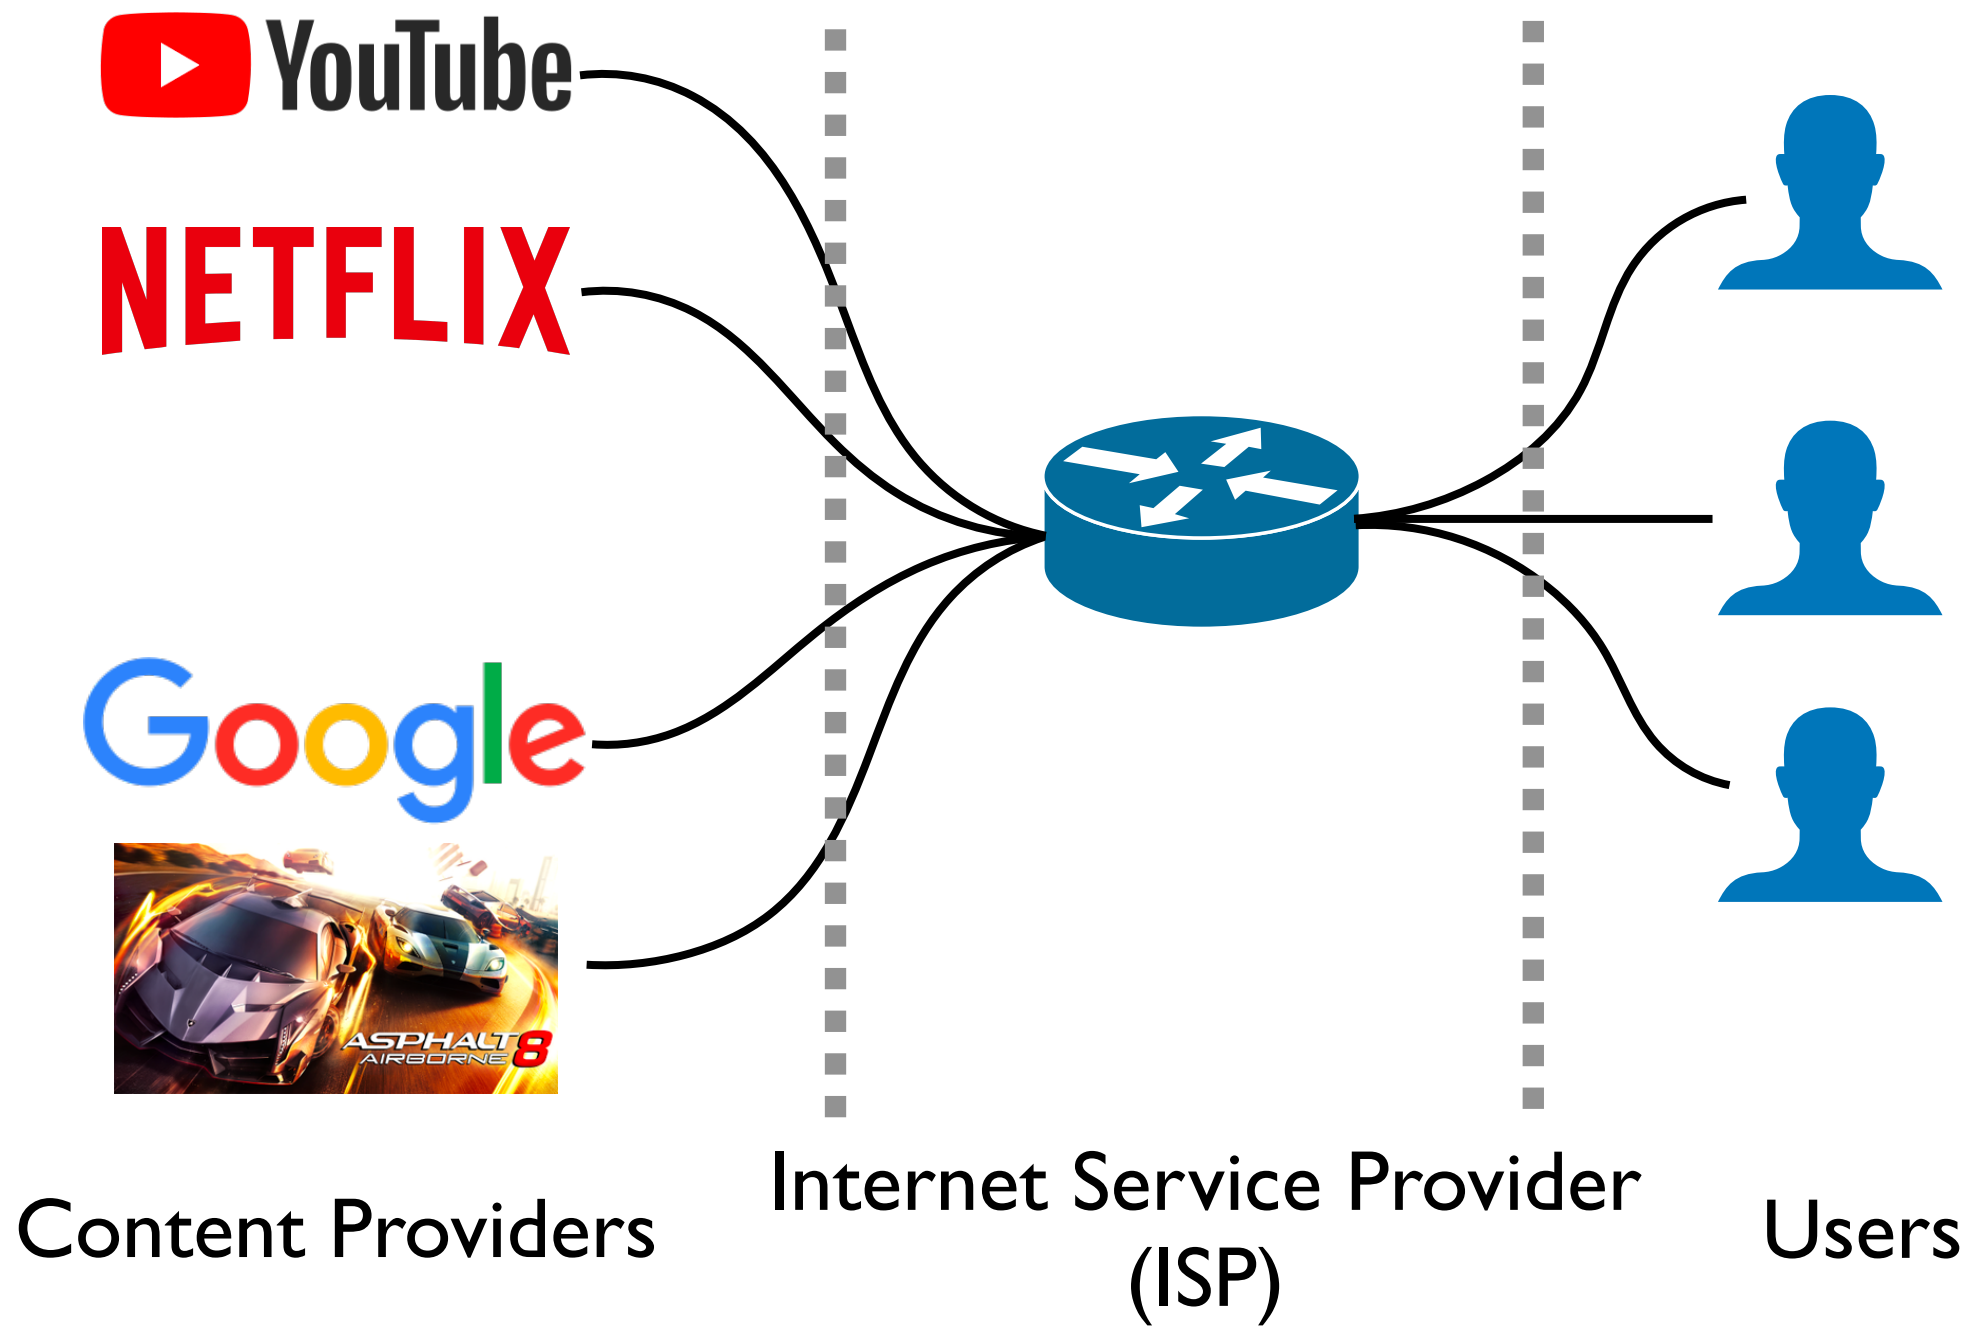 YouTube
NETFLIX
Google
ASPHALT 8
AIRBORNE
Content Providers
Internet Service Provider
(ISP)
Users